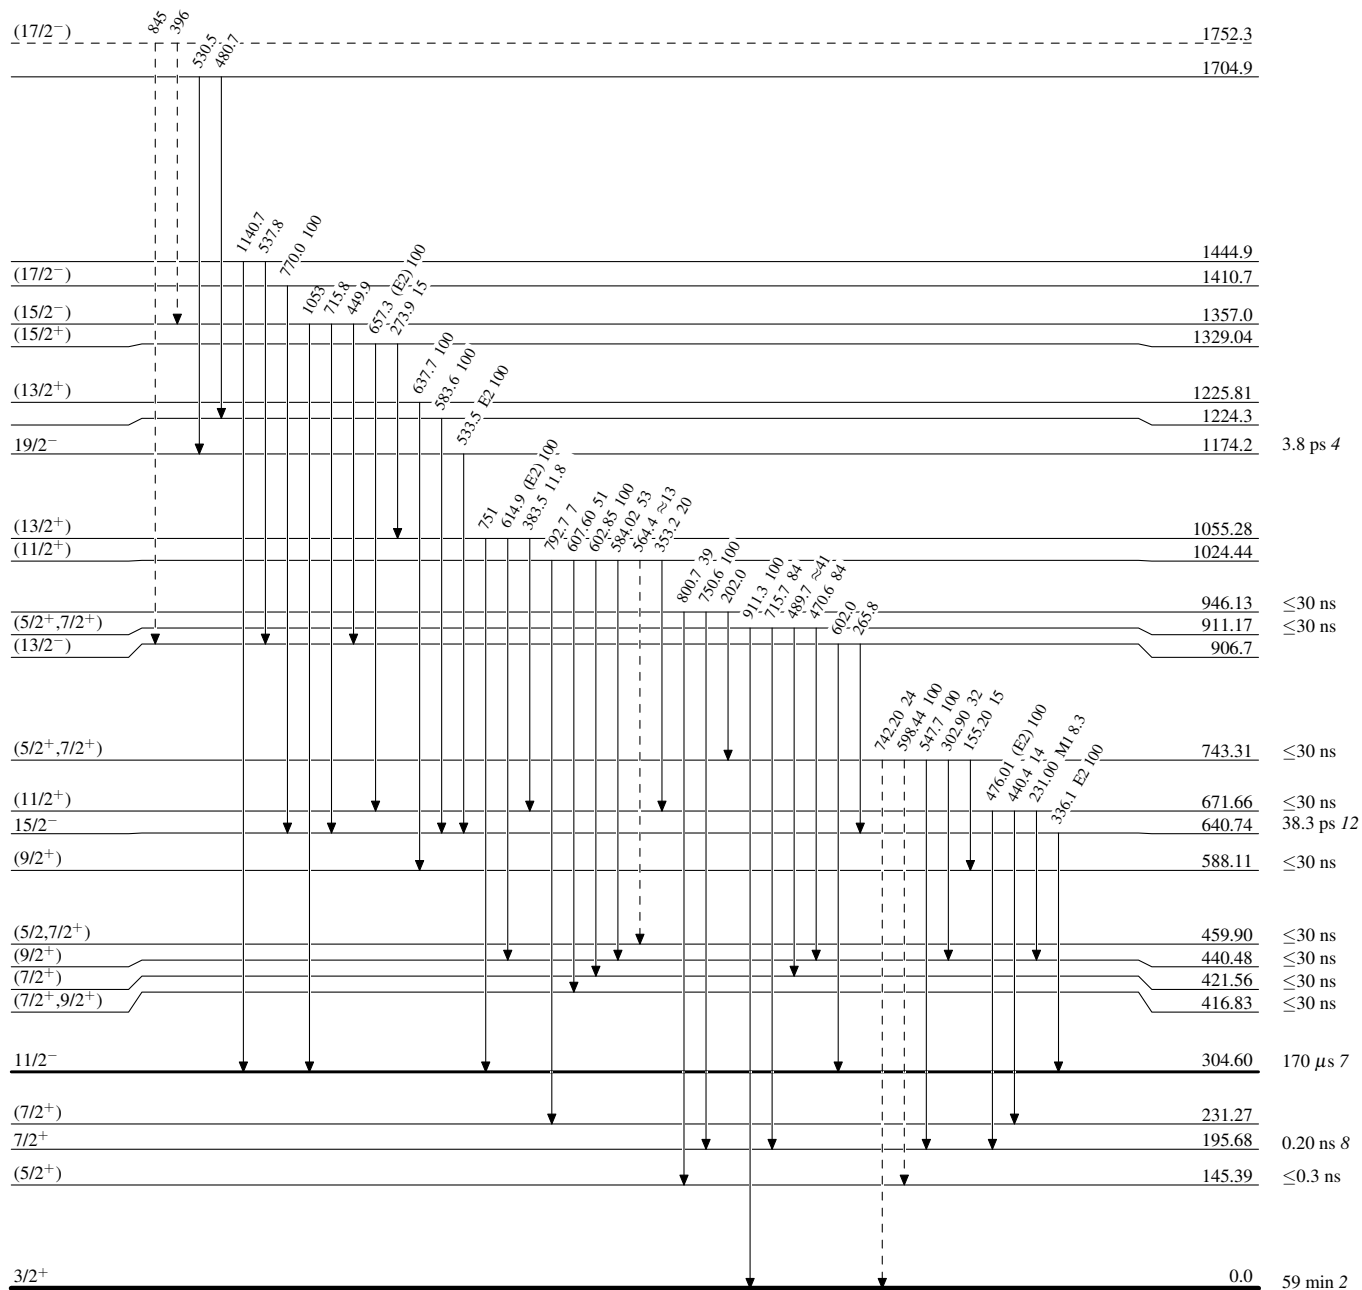 845
396
(17/2⁻) 1752.3
530.5
480.7
1704.9
1140.7
537.8
1444.9
770.0 100
(17/2⁻) 1410.7
1053
715.8
449.9
(15/2⁻) 1357.0
657.3 (E2) 100
273.9 15
(15/2⁺) 1329.04
637.7 100
(13/2⁺) 1225.81
583.6 100
1224.3
533.5 E2 100
19/2⁻ 1174.2 3.8 ps 4
751
614.9 (E2) 100
383.5 11.8
(13/2⁺) 1055.28
792.7 7
607.60 51
602.85 100
584.02 53
564.4 ≈13
353.2 20
(11/2⁺) 1024.44
800.7 39
750.6 100
202.0
946.13 ≤30 ns
911.3 100
715.7 84
489.7 ≈41
470.6 84
(5/2⁺,7/2⁺) 911.17 ≤30 ns
602.0
265.8
(13/2⁻) 906.7
742.20 24
598.44 100
547.7 100
302.90 32
155.20 15
(5/2⁺,7/2⁺) 743.31 ≤30 ns
476.01 (E2) 100
440.4 14
231.00 M1 8.3
(11/2⁺) 671.66 ≤30 ns
336.1 E2 100
15/2⁻ 640.74 38.3 ps 12
(9/2⁺) 588.11 ≤30 ns
(5/2,7/2⁺) 459.90 ≤30 ns
(9/2⁺) 440.48 ≤30 ns
(7/2⁺) 421.56 ≤30 ns
(7/2⁺,9/2⁺) 416.83 ≤30 ns
11/2⁻ 304.60 170 μs 7
(7/2⁺) 231.27
7/2⁺ 195.68 0.20 ns 8
(5/2⁺) 145.39 ≤0.3 ns
3/2⁺ 0.0 59 min 2